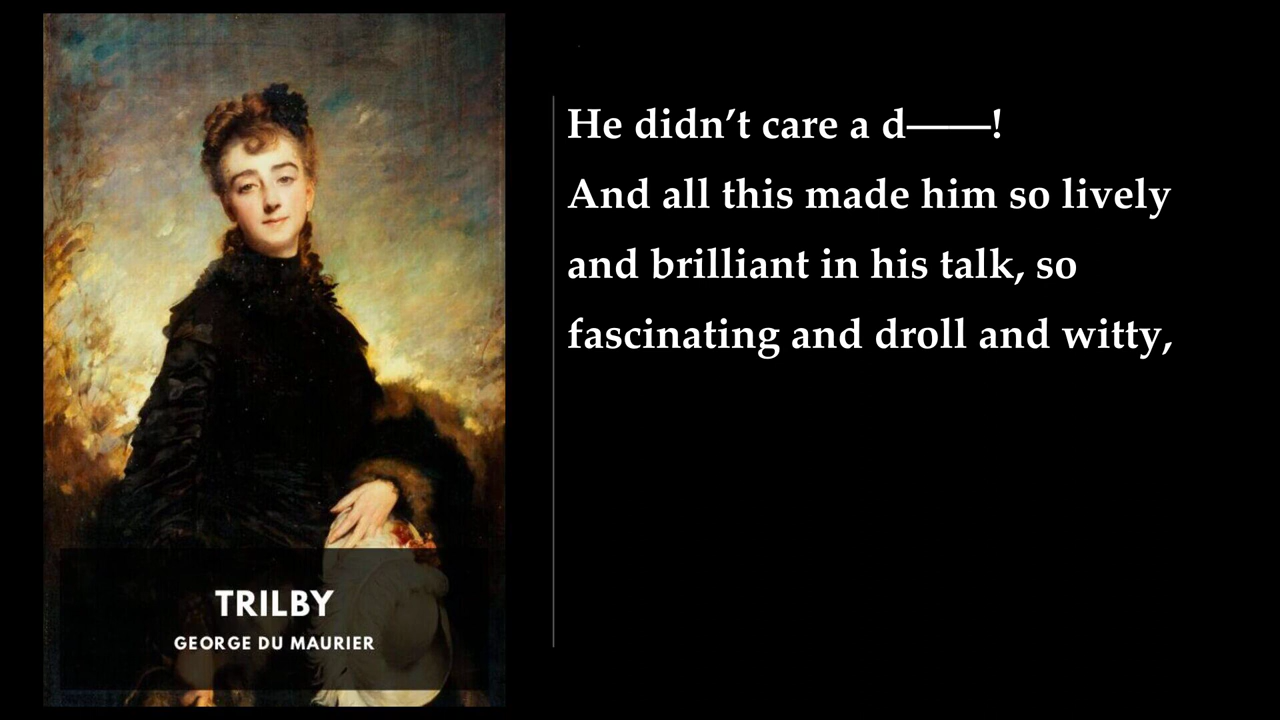 TRILBY
GEORGE DU MAURIER
He didn’t care a d——!
And all this made him so lively
and brilliant in his talk, so
fascinating and droll and witty,